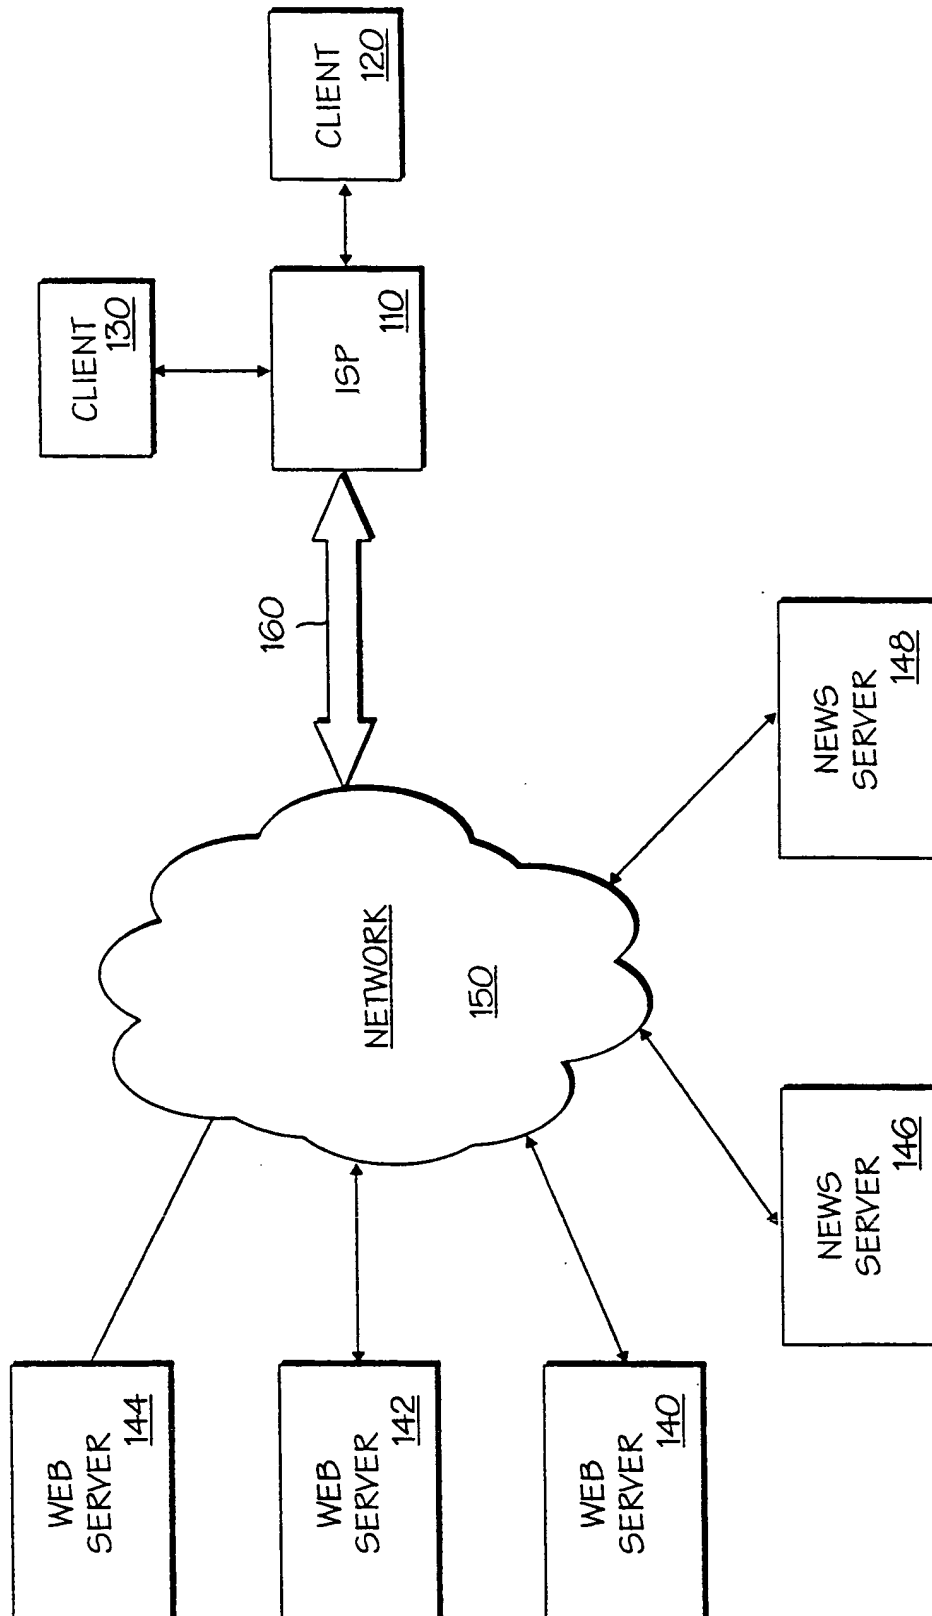 WEB
SERVER
144
WEB
SERVER
142
WEB
SERVER
140
NETWORK
150
NEWS
SERVER
146
NEWS
SERVER
148
160
CLIENT
130
ISP
110
CLIENT
120